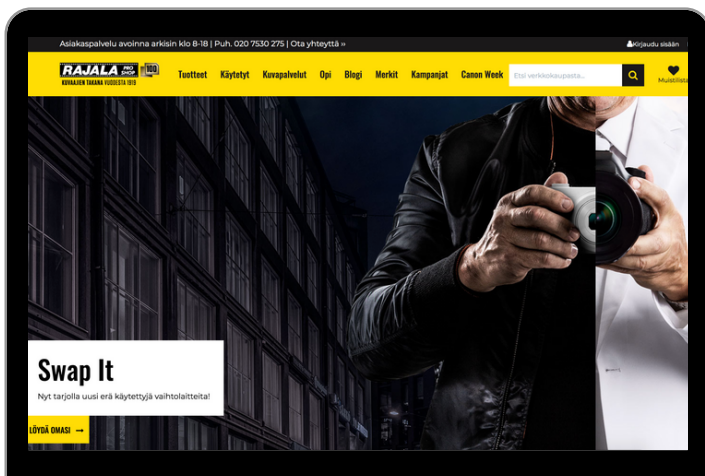 Asiakaspalvelu avoinna arkisin klo 8-18 | Puh. 020 7530 275 | Ota yhteyttä »
Kirjaudu sisään
RAJALA PRO SHOP 100
KUVAAJIEN TAKANA VUODESTA 1919
Tuotteet Käytetyt Kuvapalvelut Opi Blogi Merkit Kampanjat Canon Week
Etsi verkkokaupasta...
Muistilista
Swap It
Nyt tarjolla uusi erä käytettyjä vaihtolaitteita!
LÖYDÄ OMASI →